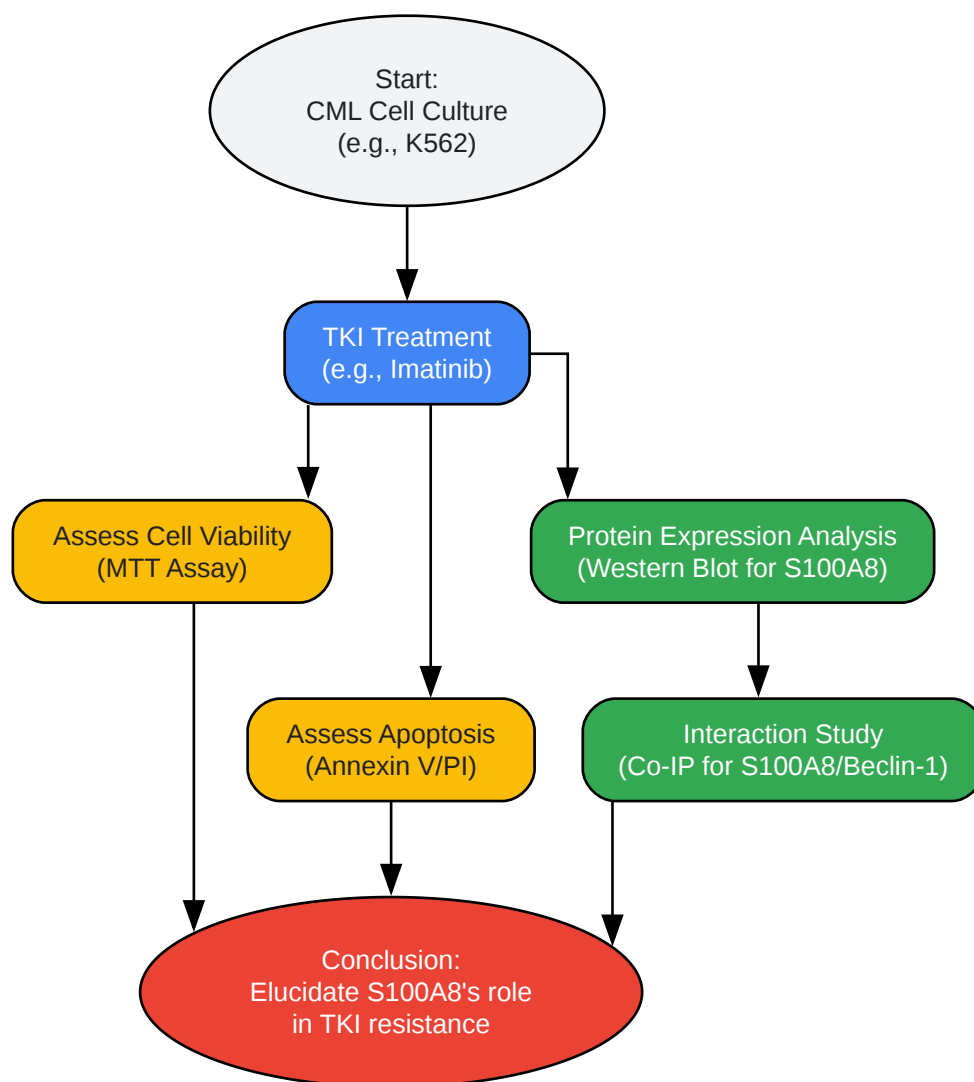 Start:
CML Cell Culture
(e.g., K562)
TKI Treatment
(e.g., Imatinib)
Assess Cell Viability
(MTT Assay)
Protein Expression Analysis
(Western Blot for S100A8)
Assess Apoptosis
(Annexin V/PI)
Interaction Study
(Co-IP for S100A8/Beclin-1)
Conclusion:
Elucidate S100A8's role
in TKI resistance